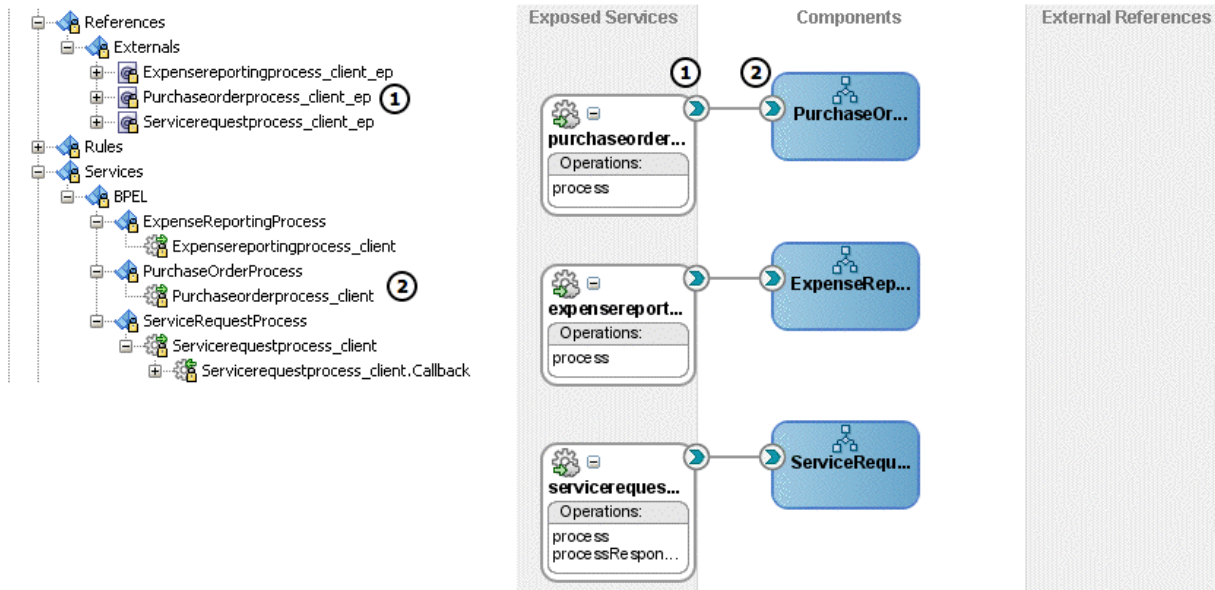 References
Externals
Expensereportingprocess_client_ep
Purchaseorderprocess_client_ep 1
Servicerequestprocess_client_ep
Rules
Services
BPEL
ExpenseReportingProcess
Expensereportingprocess_client
PurchaseOrderProcess
Purchaseorderprocess_client 2
ServiceRequestProcess
Servicerequestprocess_client
Servicerequestprocess_client.Callback
Exposed Services
Components
External References
1
2
purchaseorder...
Operations:
process
PurchaseOr...
expensereport...
Operations:
process
ExpenseRep...
servicereques...
Operations:
process
processRespon...
ServiceRequ...